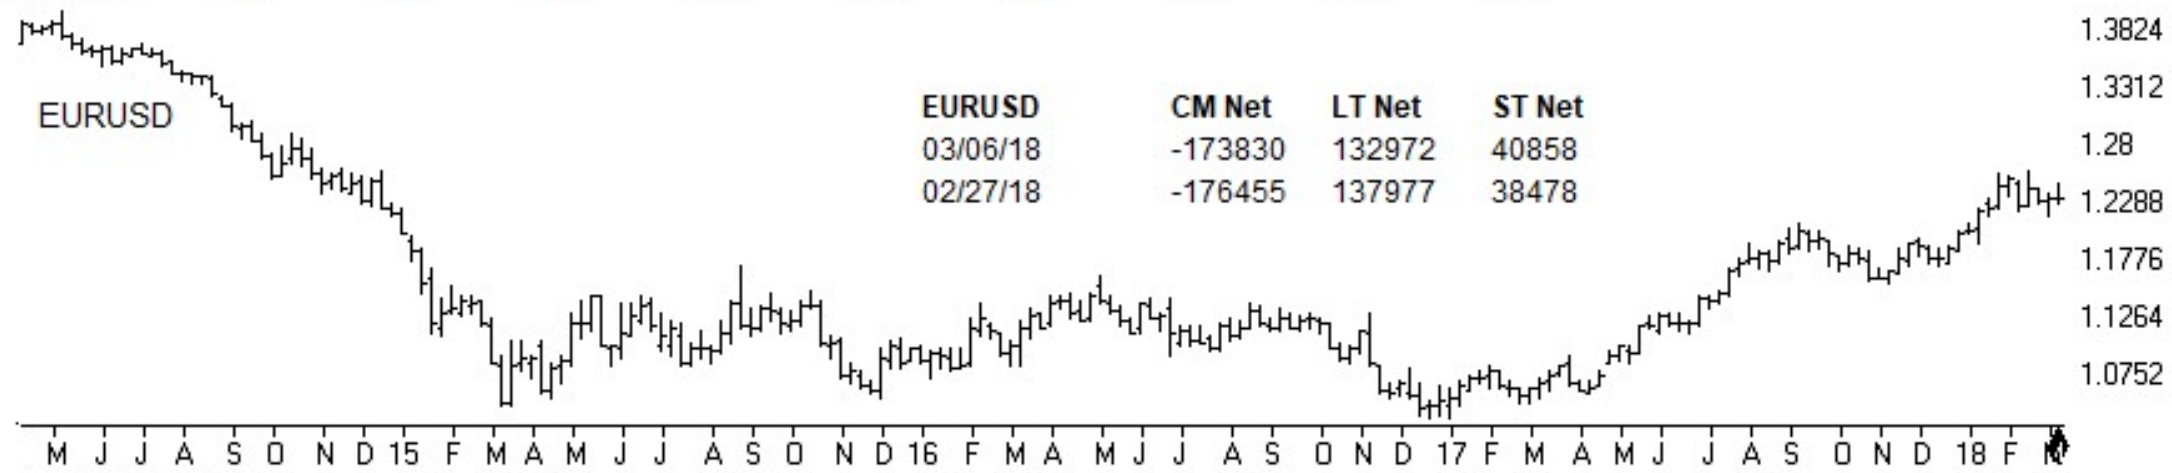 1.3824
1.3312
EURUSD
EURUSD CM Net LT Net ST Net
03/06/18 -173830 132972 40858
02/27/18 -176455 137977 38478
1.28
1.2288
1.1776
1.1264
1.0752
M J J A S O N D 15 F M A M J J A S O N D 16 F M A M J J A S O N D 17 F M A M J J A S O N D 18 F